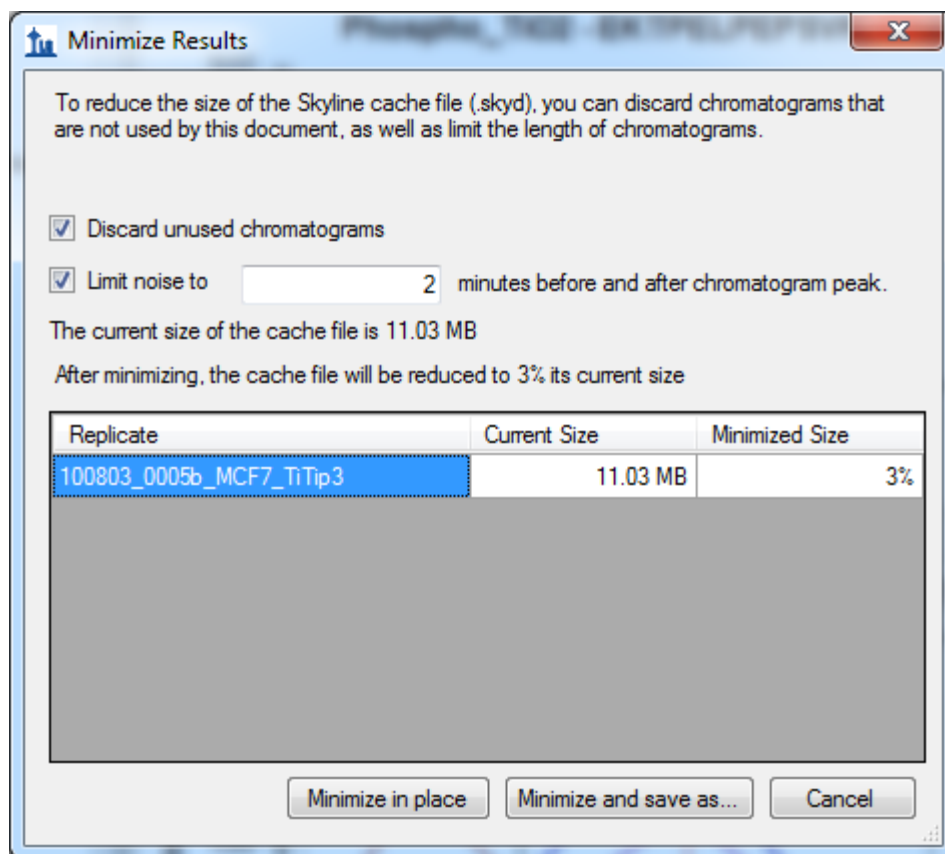 Minimize Results
To reduce the size of the Skyline cache file (.skyd), you can discard chromatograms that
are not used by this document, as well as limit the length of chromatograms.
Discard unused chromatograms
Limit noise to 2 minutes before and after chromatogram peak.
The current size of the cache file is 11.03 MB
After minimizing, the cache file will be reduced to 3% its current size
Replicate Current Size Minimized Size
100803_0005b_MCF7_TiTip3 11.03 MB 3%
Minimize in place Minimize and save as... Cancel